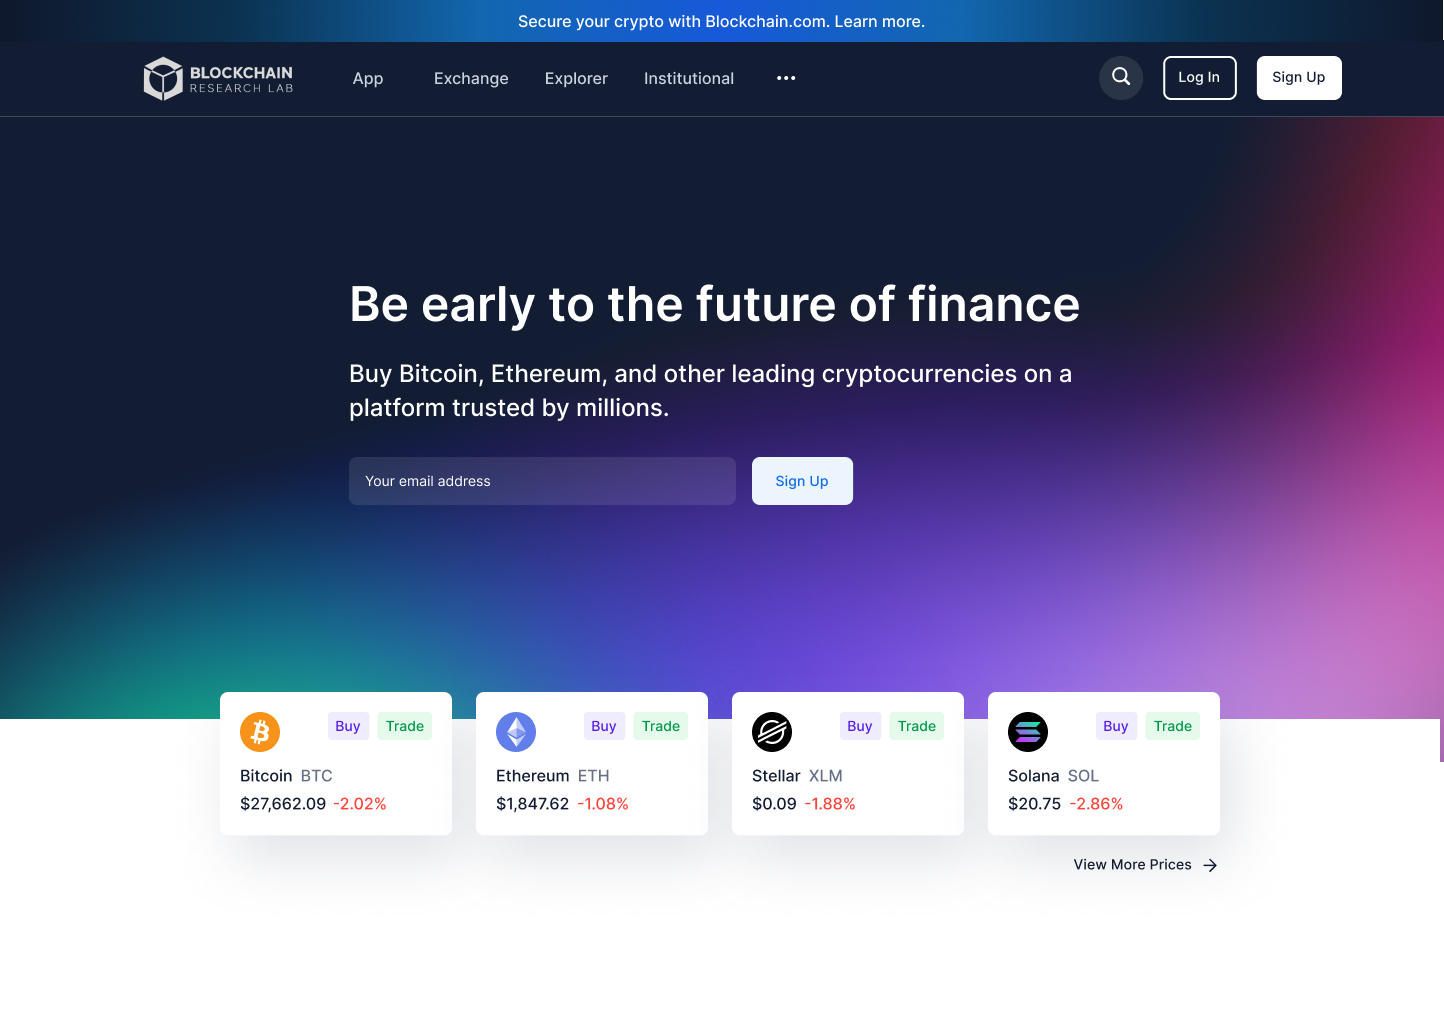 Secure your crypto with Blockchain.com. Learn more.
BLOCKCHAIN
RESEARCH LAB
App Exchange Explorer Institutional Log In Sign Up
Be early to the future of finance
Buy Bitcoin, Ethereum, and other leading cryptocurrencies on a
platform trusted by millions.
Your email address Sign Up
Buy Trade
Bitcoin BTC
$27,662.09 -2.02%
Buy Trade
Ethereum ETH
$1,847.62 -1.08%
Buy Trade
Stellar XLM
$0.09 -1.88%
Buy Trade
Solana SOL
$20.75 -2.86%
View More Prices